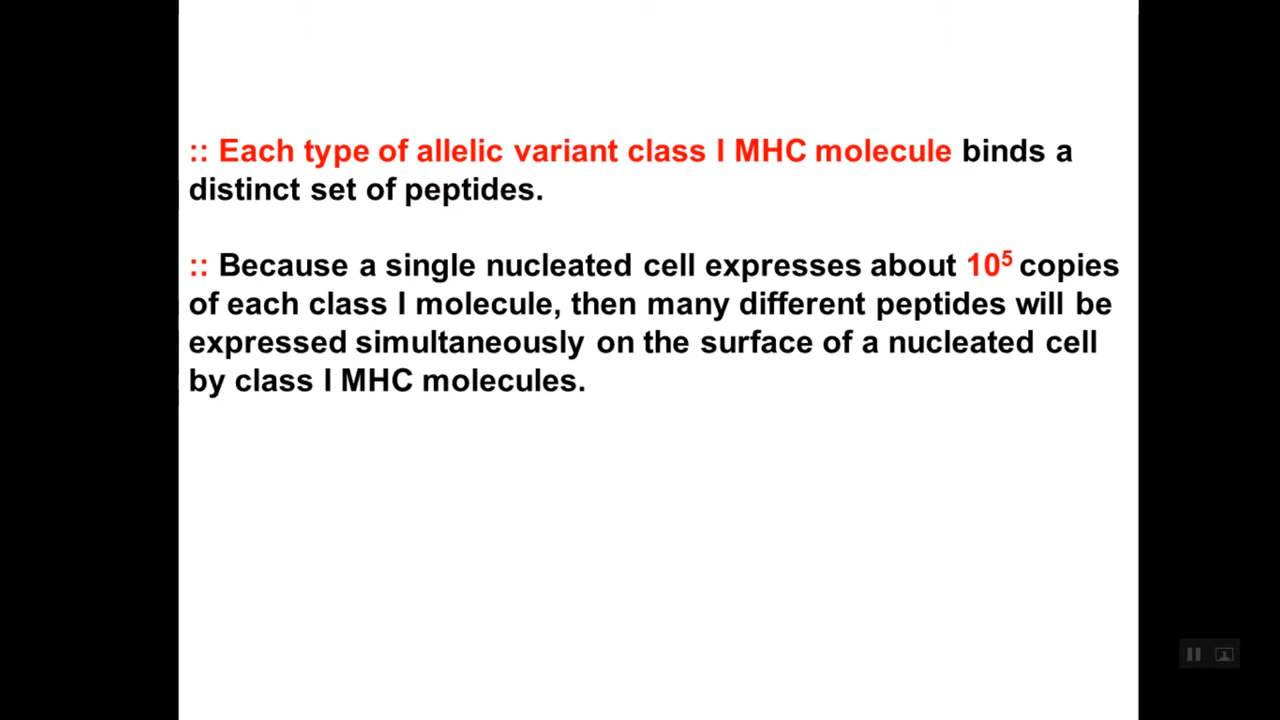 :: Each type of allelic variant class I MHC molecule binds a
distinct set of peptides.
:: Because a single nucleated cell expresses about 10⁵ copies
of each class I molecule, then many different peptides will be
expressed simultaneously on the surface of a nucleated cell
by class I MHC molecules.